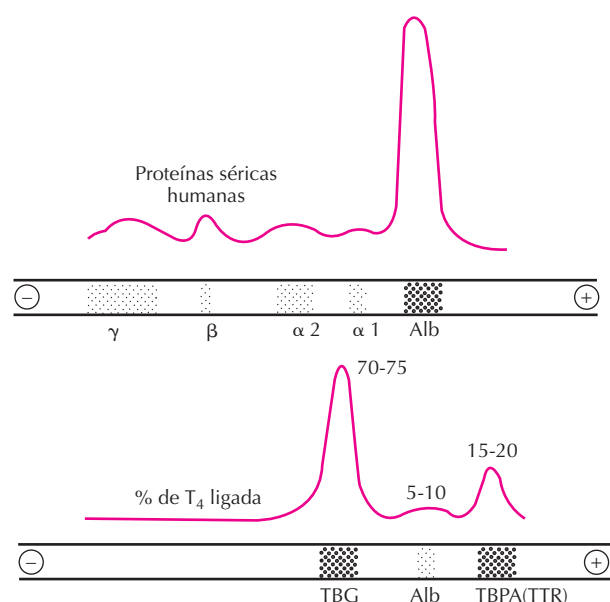 Proteínas séricas
humanas
− +
γ β α 2 α 1 Alb
70-75
15-20
5-10
% de T₄ ligada
− +
TBG Alb TBPA(TTR)